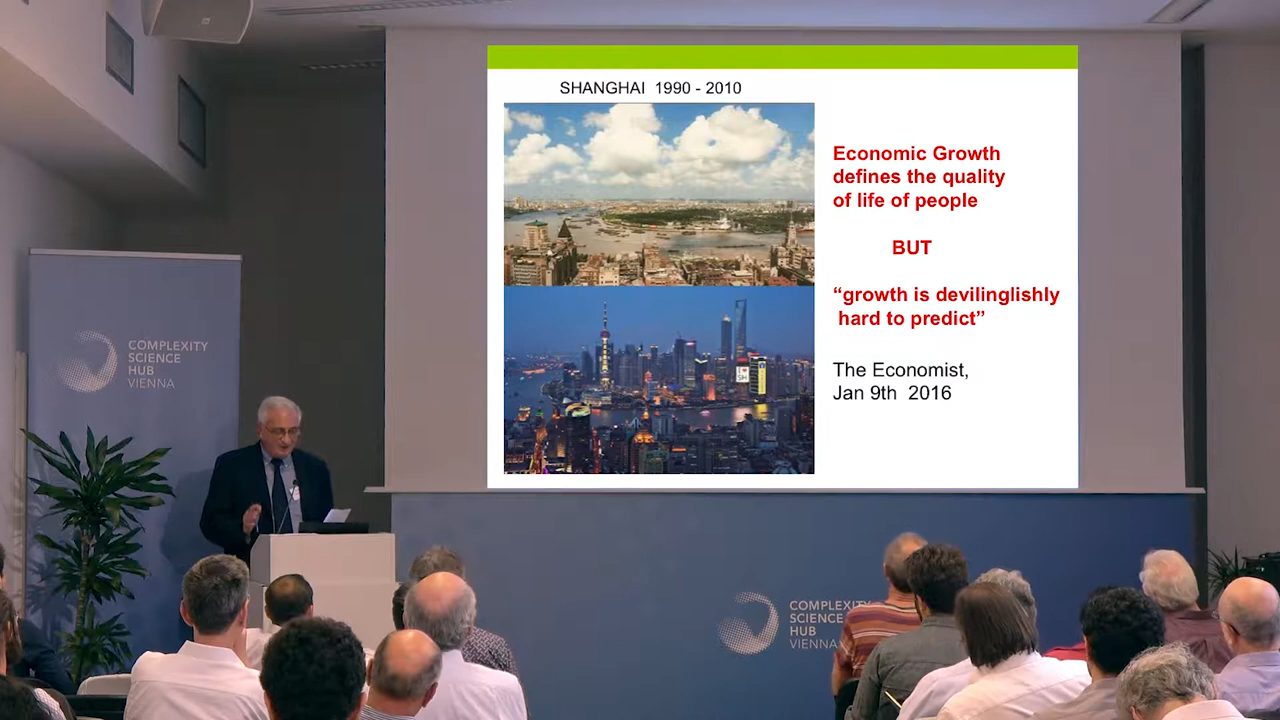 SHANGHAI 1990 - 2010
Economic Growth
defines the quality
of life of people
BUT
“growth is devilinglishly
hard to predict”
The Economist,
Jan 9th 2016
COMPLEXITY
SCIENCE
HUB
VIENNA
COMPLEXITY
SCIENCE
HUB
VIENNA